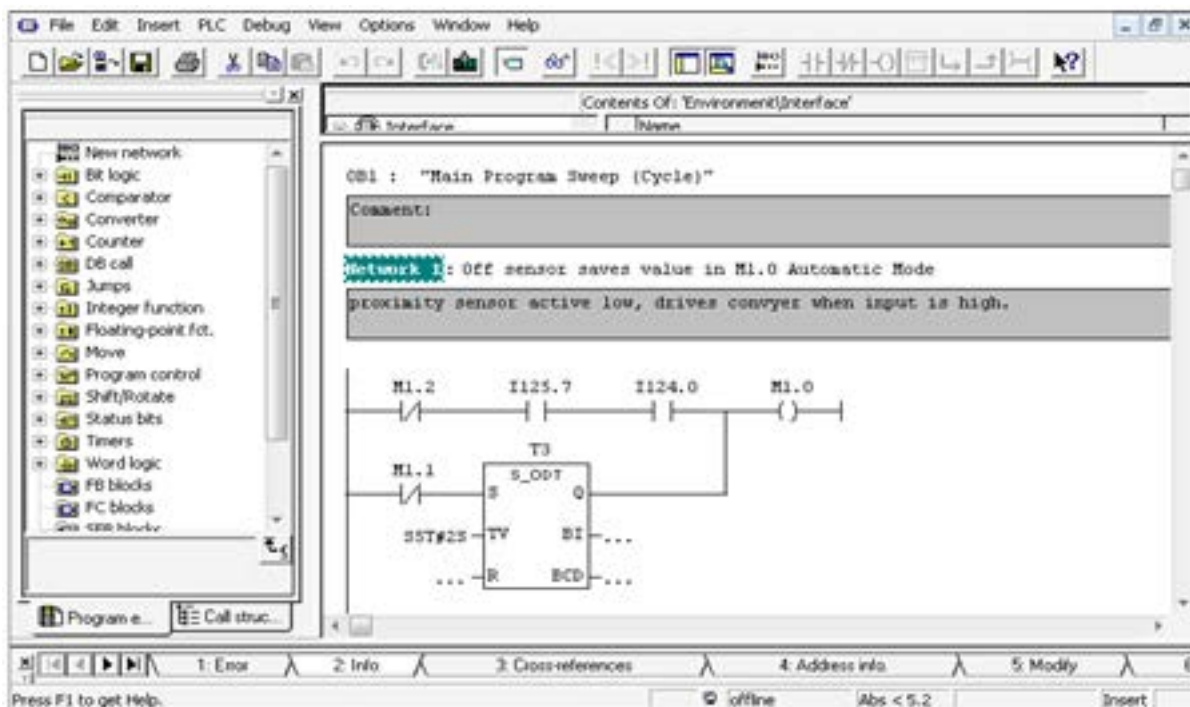 File Edit Insert PLC Debug View Options Window Help
Contents Of: 'Environment\Interface'
Interface Name
New network
Bit logic
Comparator
Converter
Counter
DB call
Jumps
Integer function
Floating-point fct.
Move
Program control
Shift/Rotate
Status bits
Timers
Word logic
FB blocks
FC blocks
SFB blocks
Program e... Call struc...
OB1 : "Main Program Sweep (Cycle)"
Comment:
Network 1: Off sensor saves value in M1.0 Automatic Mode
proximity sensor active low, drives convyer when input is high.
M1.2 I125.7 I124.0 M1.0
T3
M1.1 S_ODT
S Q
TV BI ...
... R BCD ...
1: Error 2: Info 3: Cross-references 4: Address info. 5: Modify 6
Press F1 to get Help. offline Abs < 5.2 Insert